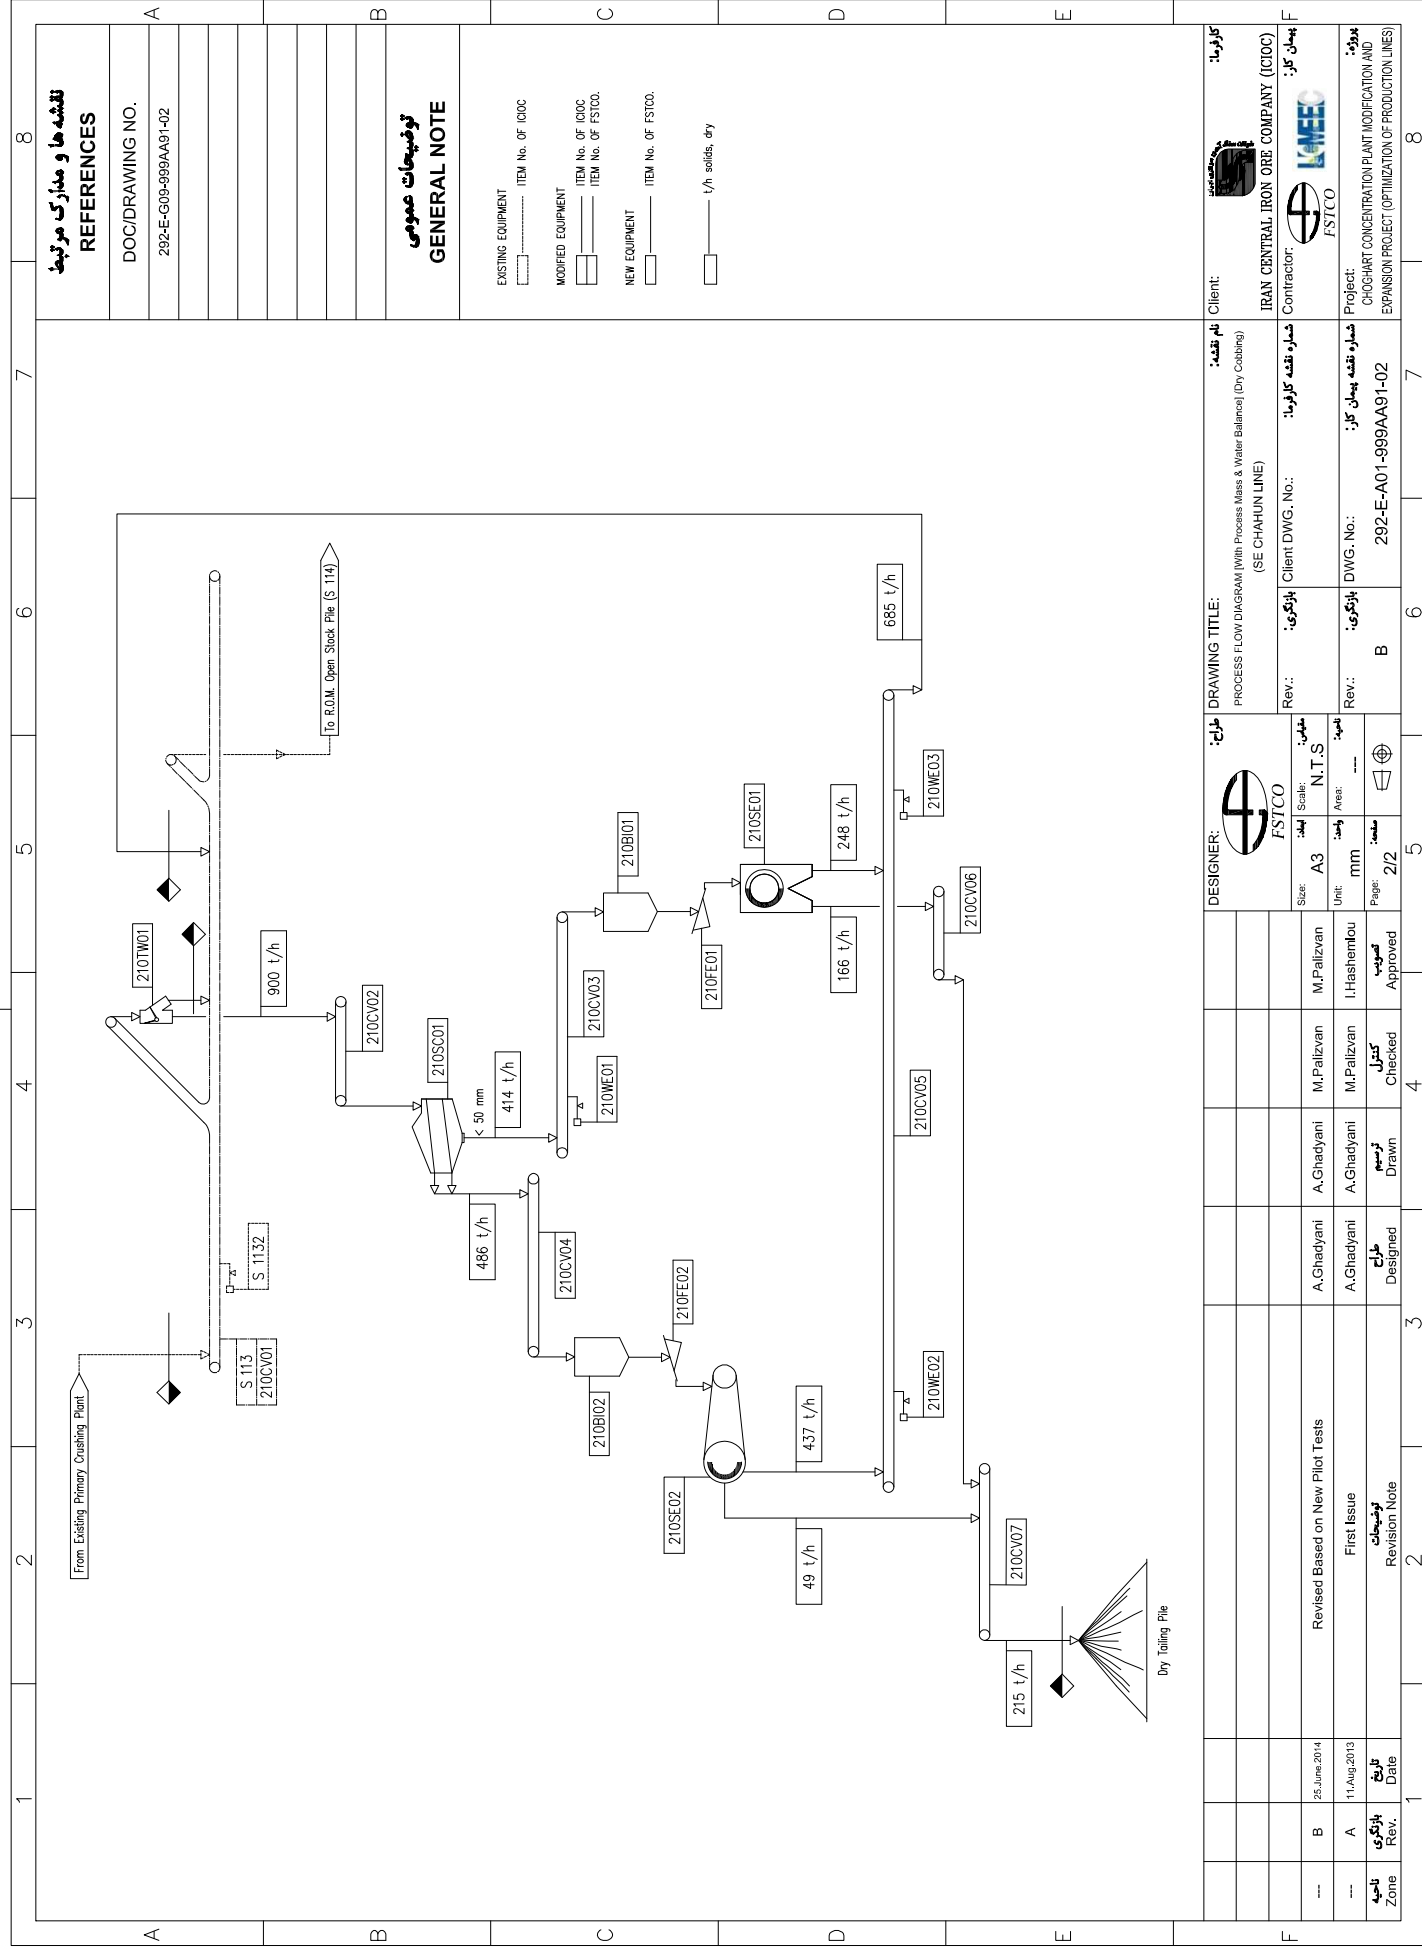 1
2
3
4
5
6
7
8
A
B
C
D
E
F
نقشه ها و مدارک مرتبط
REFERENCES
DOC/DRAWING NO.
292-E-G09-999AA91-02
توضیحات عمومی
GENERAL NOTE
EXISTING EQUIPMENT
ITEM No. OF ICIOC
MODIFIED EQUIPMENT
ITEM No. OF ICIOC
ITEM No. OF FSTCO.
NEW EQUIPMENT
ITEM No. OF FSTCO.
t/h solids, dry
From Existing Primary Crushing Plant
S 113
210CV01
S 1132
210TW01
900 t/h
To R.O.M. Open Stock Pile (S 114)
210CV02
210SC01
< 50 mm
414 t/h
486 t/h
210CV04
210CV03
210WE01
210BI01
210FE01
210SE01
210BI02
210FE02
210SE02
437 t/h
49 t/h
166 t/h
248 t/h
685 t/h
210WE02
210CV05
210WE03
210CV06
210CV07
215 t/h
Dry Tailing Pile
--- B 25.June.2014 Revised Based on New Pilot Tests A.Ghadyani A.Ghadyani M.Palizvan M.Palizvan
--- A 11.Aug.2013 First Issue A.Ghadyani A.Ghadyani M.Palizvan I.Hashemlou
ناحیه بازنگری تاریخ توضیحات طراح ترسیم کنترل تصویب
Zone Rev. Date Revision Note Designed Drawn Checked Approved
DESIGNER: طراح:
FSTCO
Size: ابعاد: A3
Scale: مقیاس: N.T.S
Unit: واحد: mm
Area: ناحیه: ---
Page: صفحه: 2/2
DRAWING TITLE: نام نقشه:
PROCESS FLOW DIAGRAM [With Process Mass & Water Balance] (Dry Cobbing)
(SE CHAHUN LINE)
Rev.: بازنگری:
Client DWG. No.: شماره نقشه کارفرما:
Rev.: بازنگری:
B
DWG. No.: شماره نقشه پیمان کار:
292-E-A01-999AA91-02
Client: کارفرما:
IRAN CENTRAL IRON ORE COMPANY (ICIOC)
Contractor: پیمان کار:
FSTCO
Project: پروژه:
CHOGHART CONCENTRATION PLANT MODIFICATION AND
EXPANSION PROJECT (OPTIMIZATION OF PRODUCTION LINES)